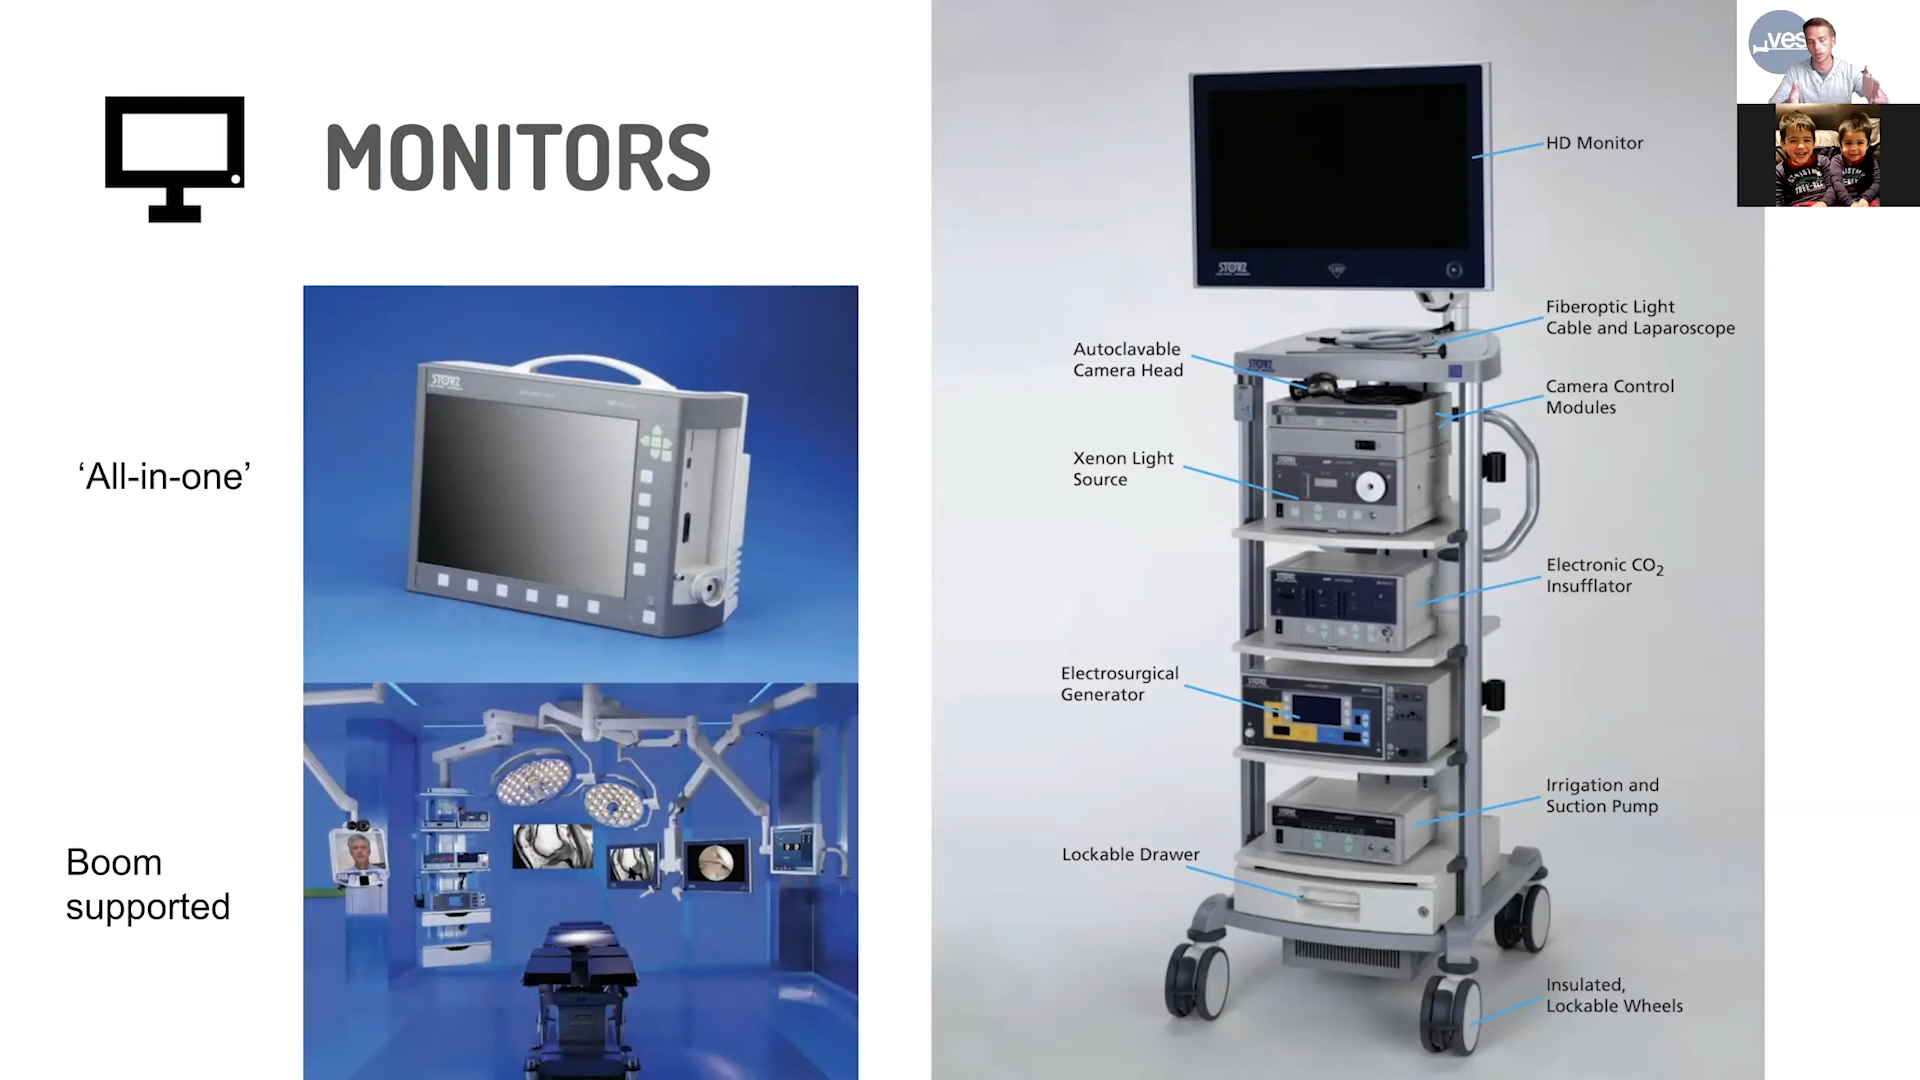 MONITORS
'All-in-one'
Boom
supported
STORZ
HD Monitor
STORZ
Fiberoptic Light
Cable and Laparoscope
Autoclavable
Camera Head
STORZ
Camera Control
Modules
Xenon Light
Source
Electronic CO2
Insufflator
Electrosurgical
Generator
Irrigation and
Suction Pump
Lockable Drawer
Insulated,
Lockable Wheels
ves